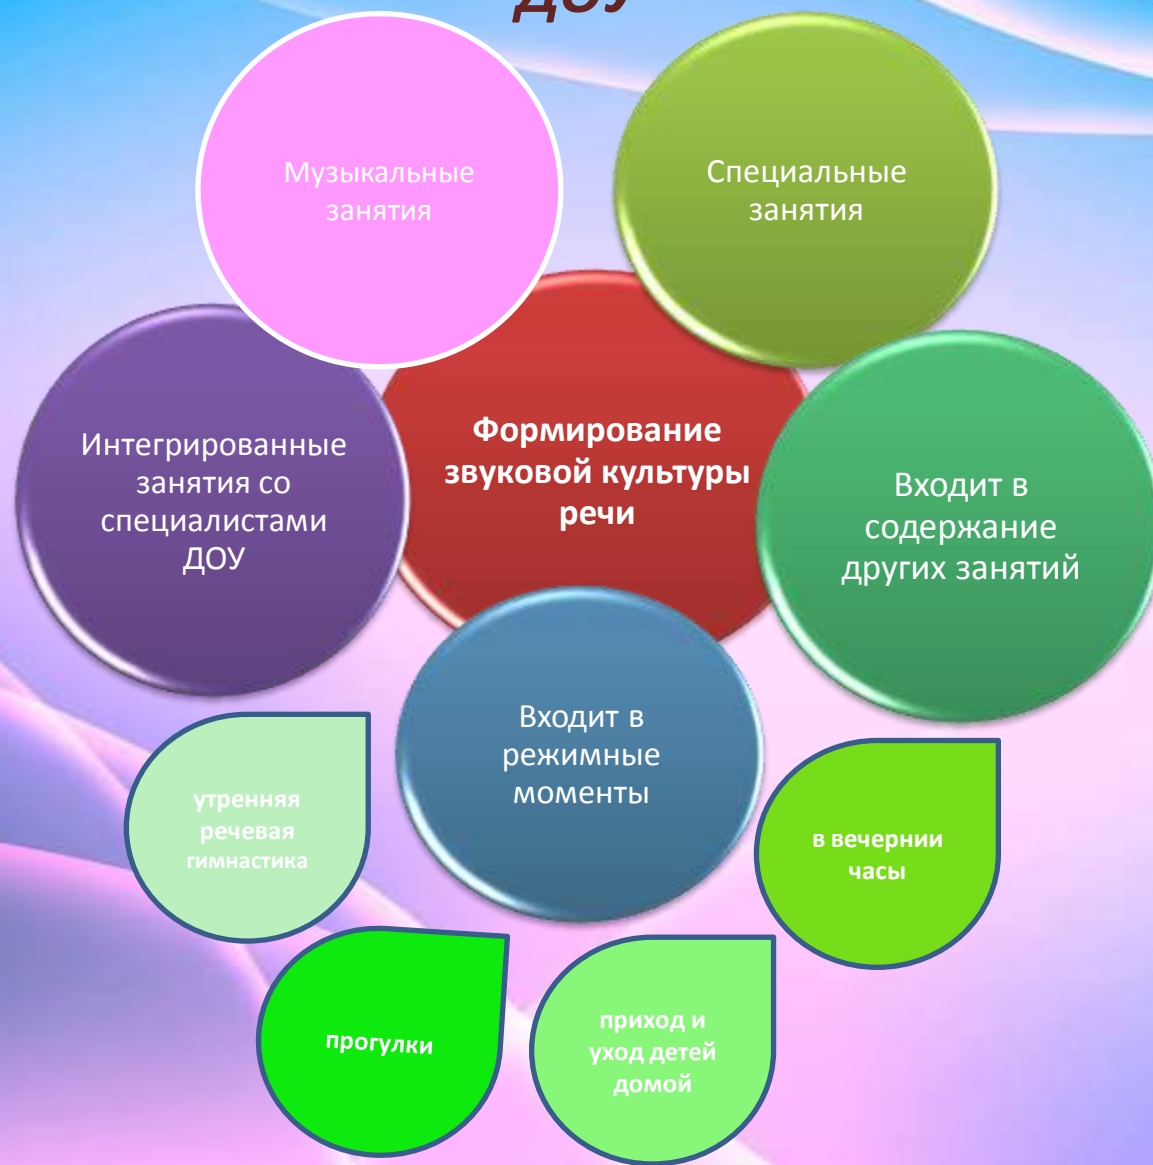 ДОУ
Музыкальные
занятия
Специальные
занятия
Формирование
звуковой культуры
речи
Интегрированные
занятия со
специалистами
ДОУ
Входит в
содержание
других занятий
Входит в
режимные
моменты
утренняя
речевая
гимнастика
в вечернии
часы
прогулки
приход и
уход детей
домой